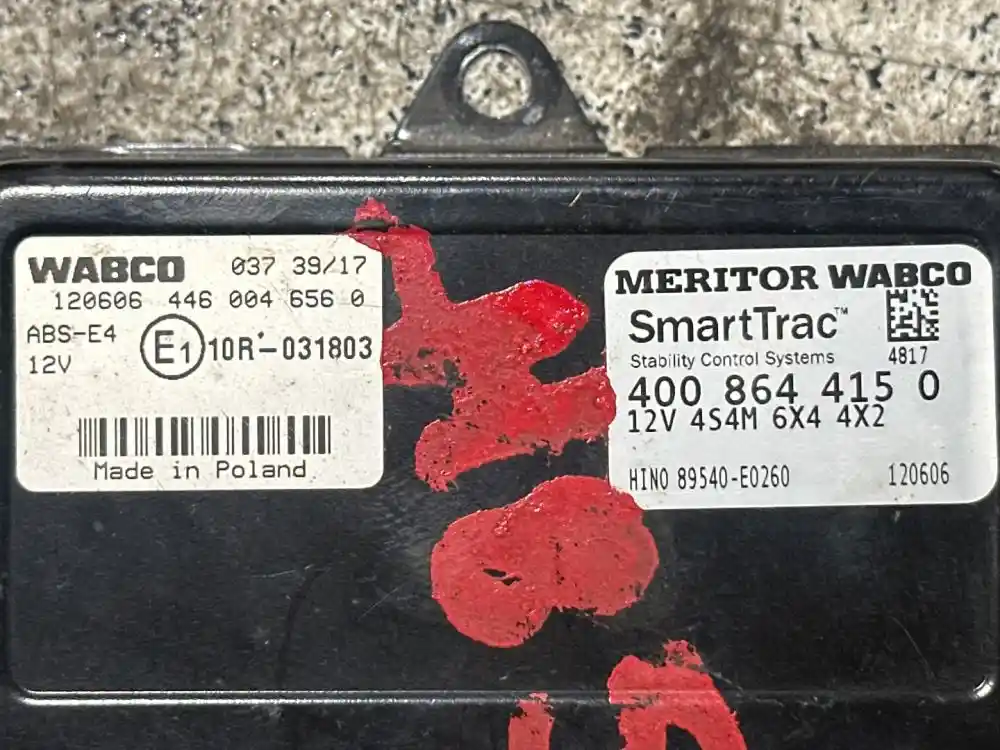 WABCO 037 39/17
120606 446 004 656 0
ABS-E4
12V
E1 10R-031803
Made in Poland
MERITOR WABCO
SmartTrac™
Stability Control Systems
4817
400 864 415 0
12V 4S4M 6X4 4X2
HINO 89540-E0260 120606